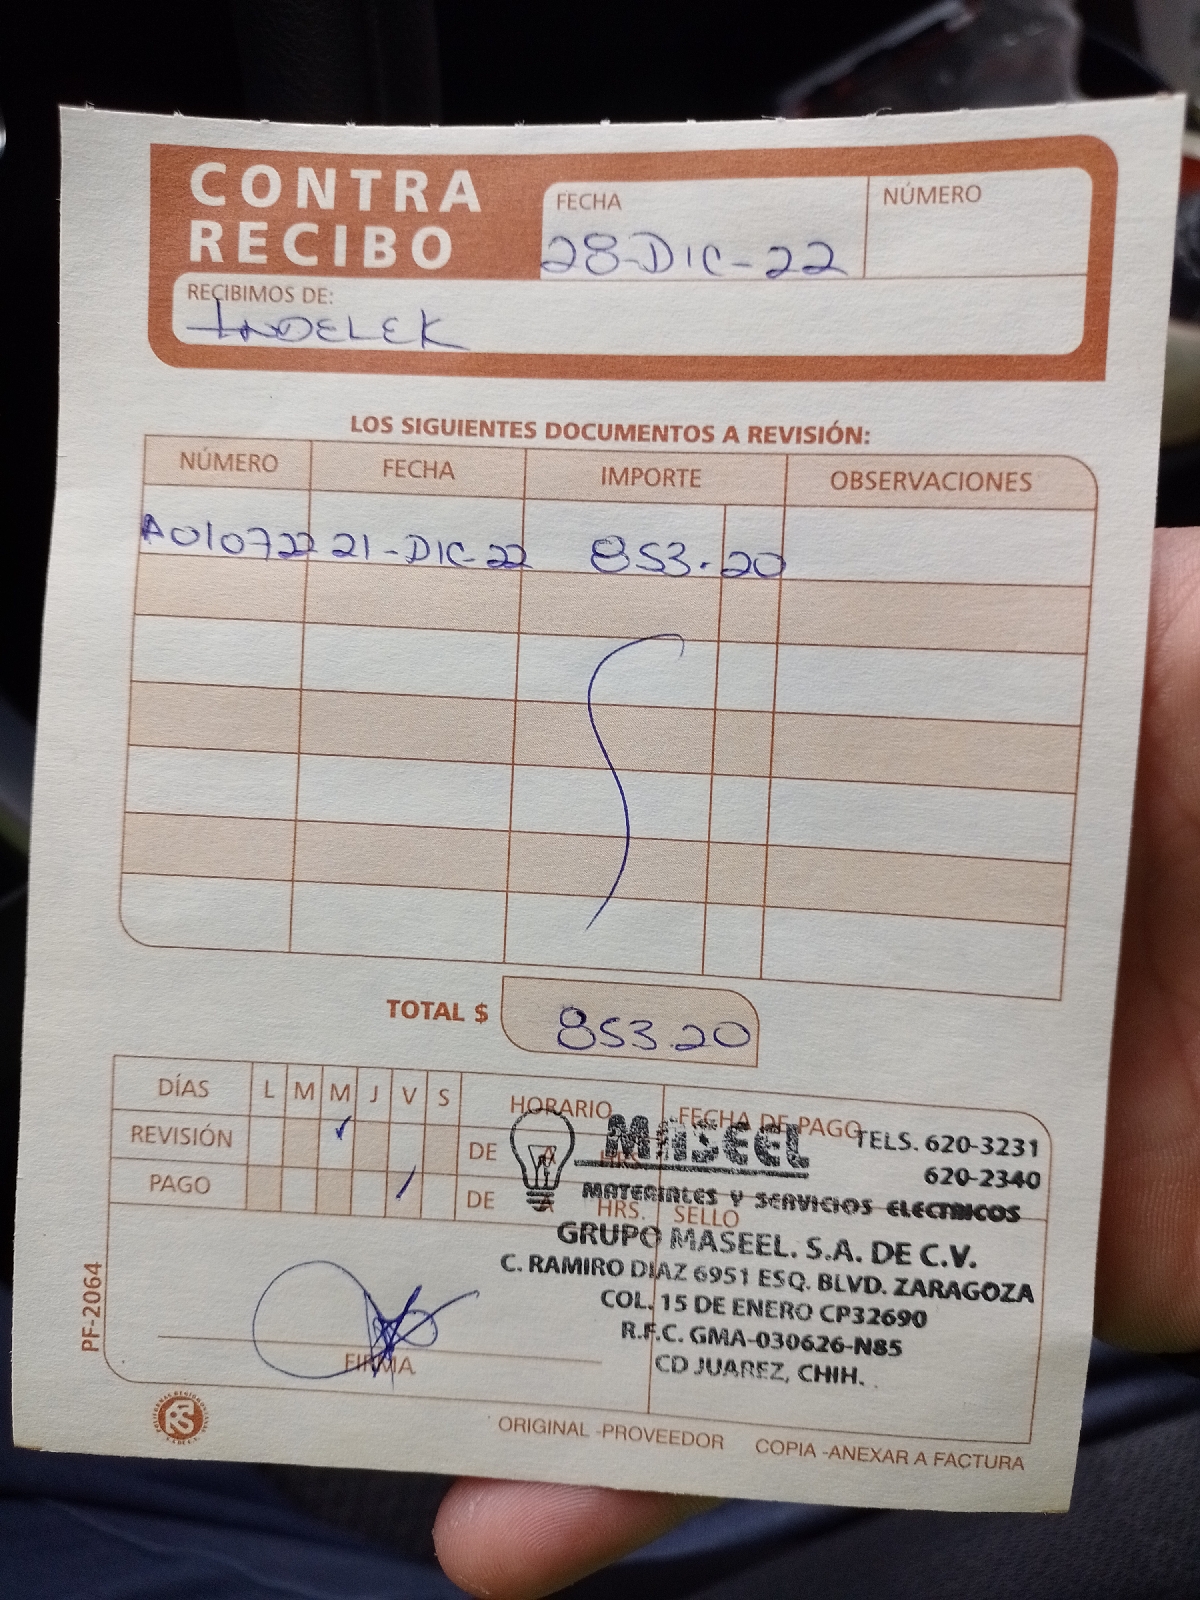 CONTRA
RECIBO
FECHA
28-DIC-22
NÚMERO
RECIBIMOS DE:
INDELEK
LOS SIGUIENTES DOCUMENTOS A REVISIÓN:
NÚMERO FECHA IMPORTE OBSERVACIONES
A010722 21-DIC-22 853.20
TOTAL $ 853.20
DÍAS L M M J V S HORARIO FECHA DE PAGO
REVISIÓN DE A HRS.
PAGO DE A HRS. SELLO
MASEEL
TELS. 620-3231
620-2340
MATERIALES Y SERVICIOS ELECTRICOS
GRUPO MASEEL. S.A. DE C.V.
C. RAMIRO DIAZ 6951 ESQ. BLVD. ZARAGOZA
COL. 15 DE ENERO CP32690
R.F.C. GMA-030626-N85
CD JUAREZ, CHIH.
FIRMA
PF-2064
ORIGINAL -PROVEEDOR COPIA -ANEXAR A FACTURA